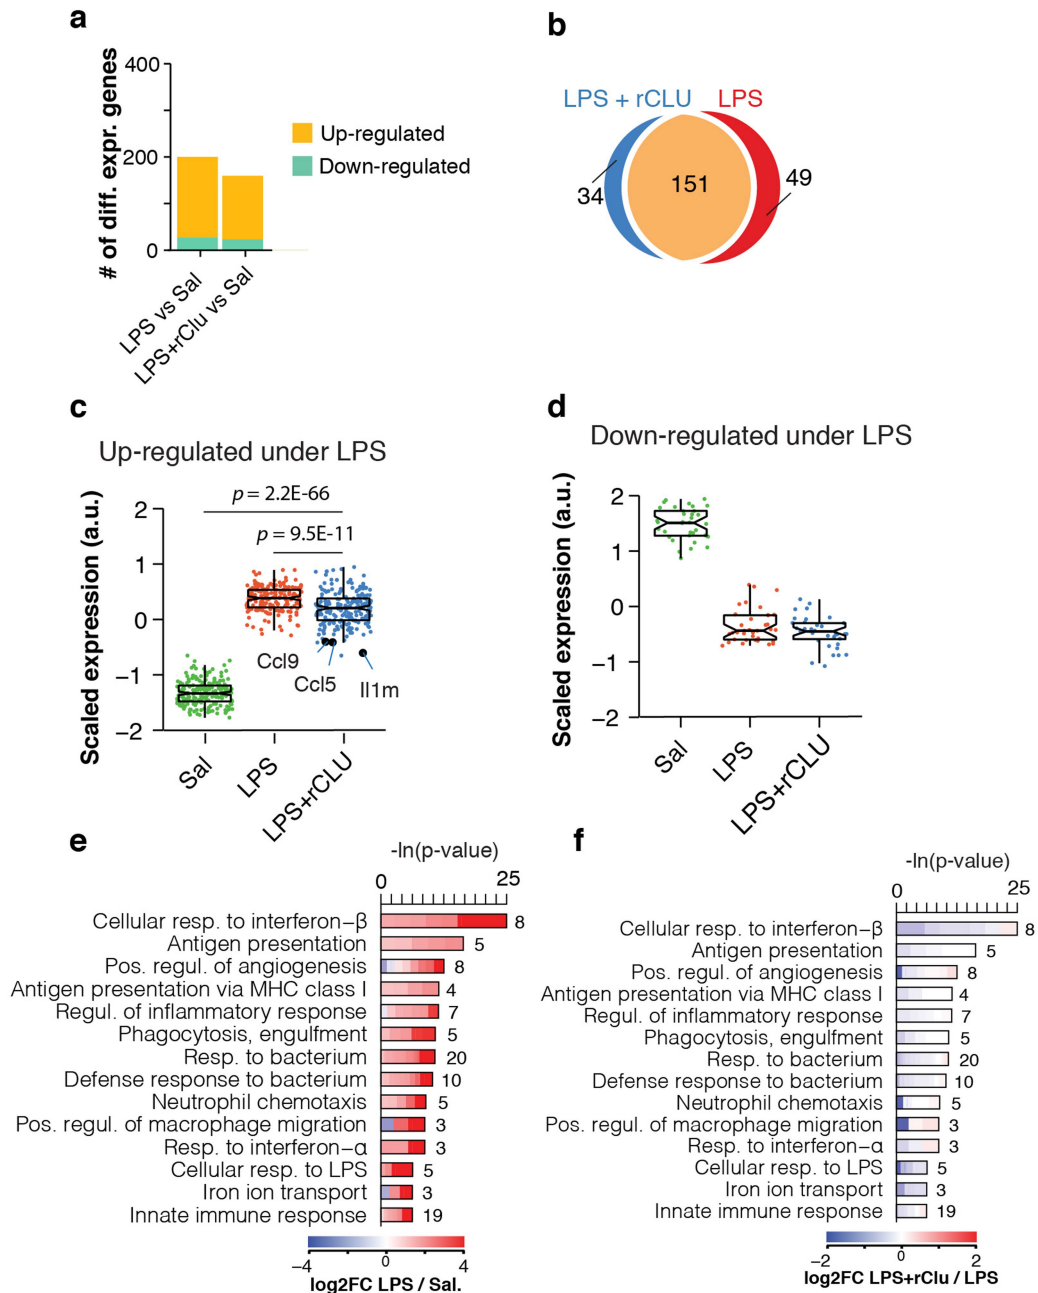 a
# of diff. expr. genes
400
200
0
Up-regulated
Down-regulated
LPS vs Sal
LPS+rClu vs Sal
b
LPS + rCLU LPS
34
151
49
c
Up-regulated under LPS
Scaled expression (a.u.)
2
1
0
−1
−2
p = 2.2E-66
p = 9.5E-11
Ccl9
Ccl5
Il1m
Sal
LPS
LPS+rCLU
d
Down-regulated under LPS
Scaled expression (a.u.)
2
1
0
−1
−2
Sal
LPS
LPS+rCLU
e
-ln(p-value)
0 25
Cellular resp. to interferon−β 8
Antigen presentation 5
Pos. regul. of angiogenesis 8
Antigen presentation via MHC class I 4
Regul. of inflammatory response 7
Phagocytosis, engulfment 5
Resp. to bacterium 20
Defense response to bacterium 10
Neutrophil chemotaxis 5
Pos. regul. of macrophage migration 3
Resp. to interferon-α 3
Cellular resp. to LPS 5
Iron ion transport 3
Innate immune response 19
−4 0 4
log2FC LPS / Sal.
f
-ln(p-value)
0 25
Cellular resp. to interferon−β 8
Antigen presentation 5
Pos. regul. of angiogenesis 8
Antigen presentation via MHC class I 4
Regul. of inflammatory response 7
Phagocytosis, engulfment 5
Resp. to bacterium 20
Defense response to bacterium 10
Neutrophil chemotaxis 5
Pos. regul. of macrophage migration 3
Resp. to interferon-α 3
Cellular resp. to LPS 5
Iron ion transport 3
Innate immune response 19
−2 0 2
log2FC LPS+rClu / LPS